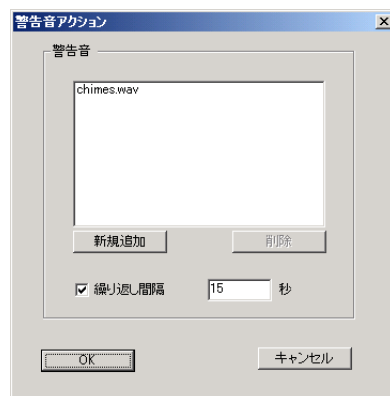 警告音アクション
警告音
chimes.wav
新規追加 削除
繰り返し間隔 15 秒
OK キャンセル